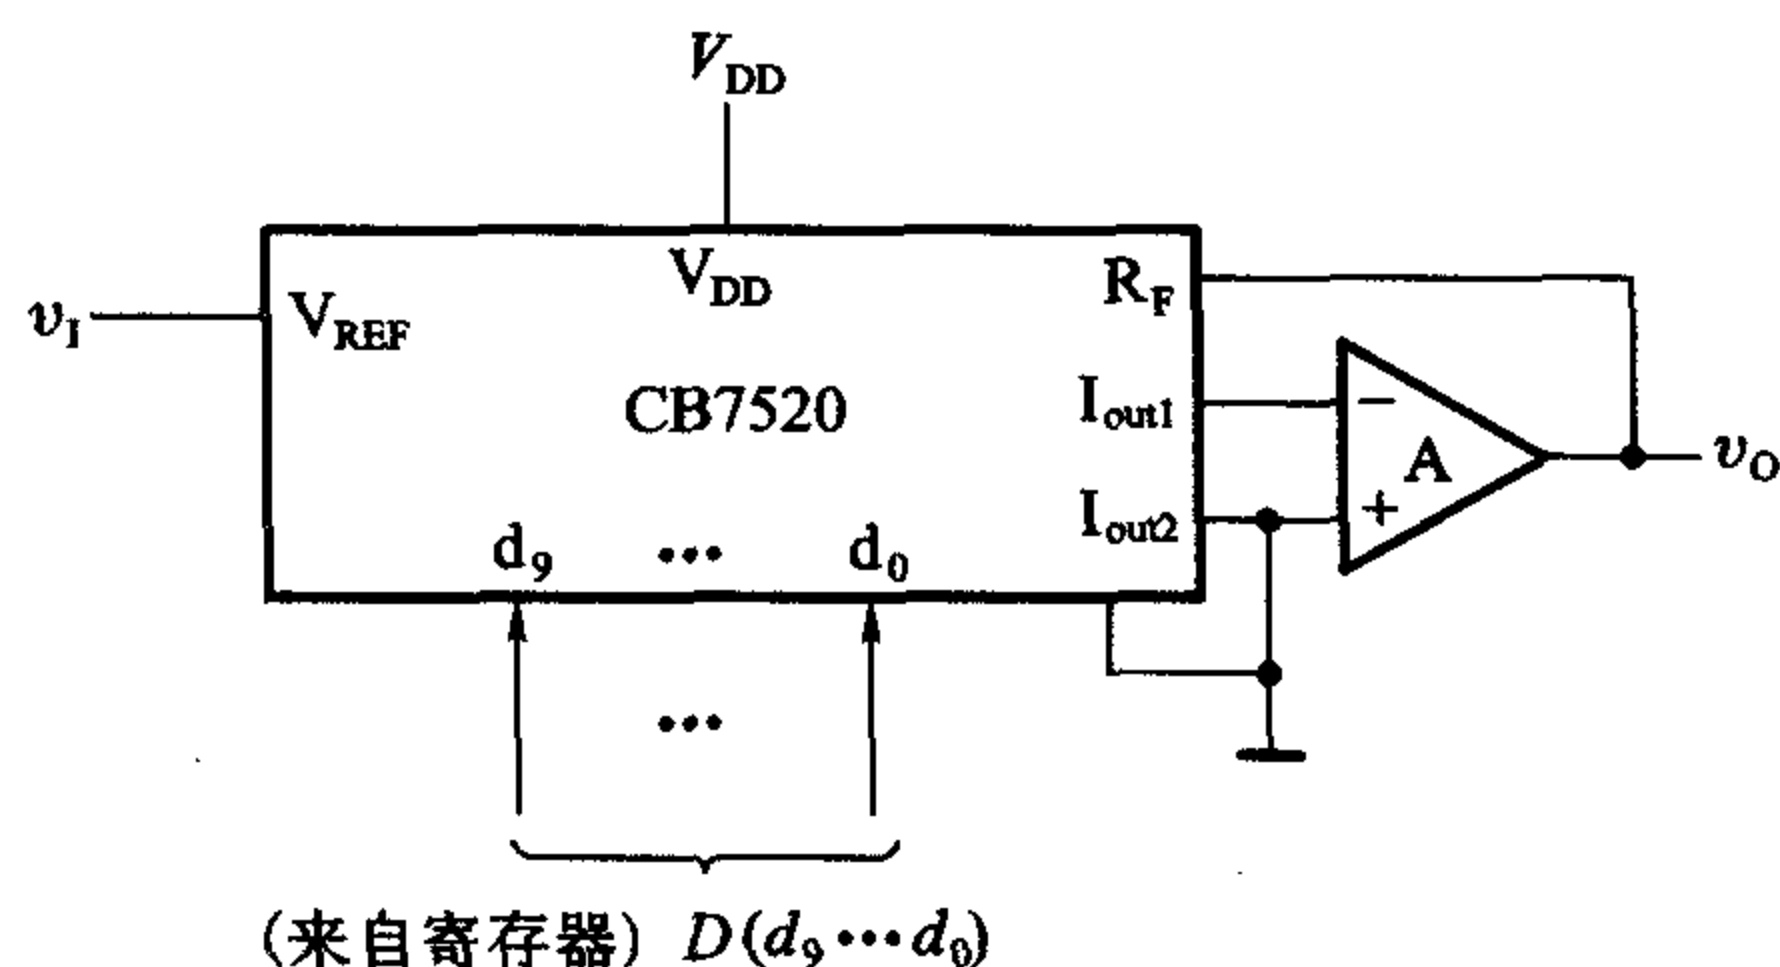 V_DD
v_I
V_REF
V_DD
R_F
CB7520
I_out1
I_out2
−
A
+
v_O
d_9 ••• d_0
•••
(来自寄存器) D(d_9•••d_0)